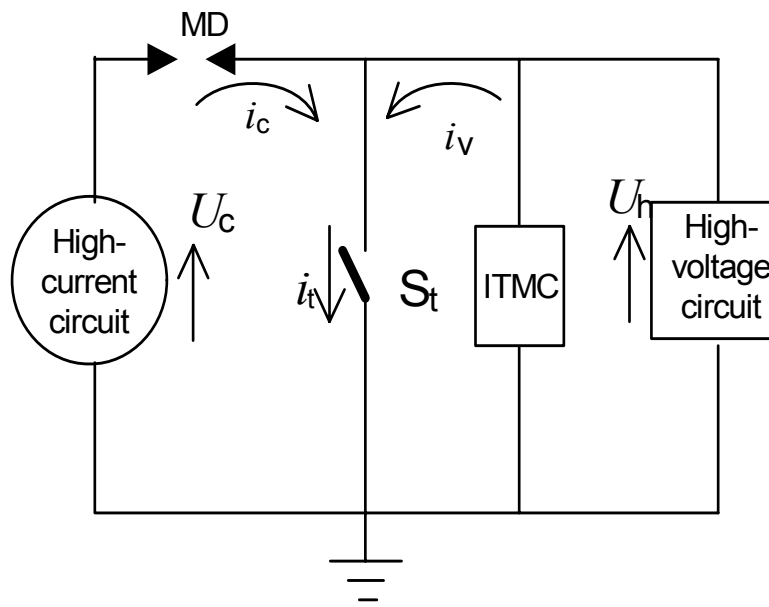 MD
ic
iv
Uc
Uh
High-
current
circuit
it
St
ITMC
High-
voltage
circuit